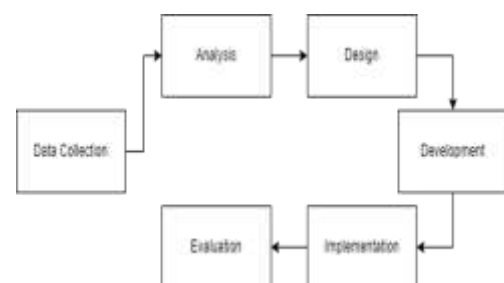 Data Collection
Analysis
Design
Development
Implementation
Evaluation